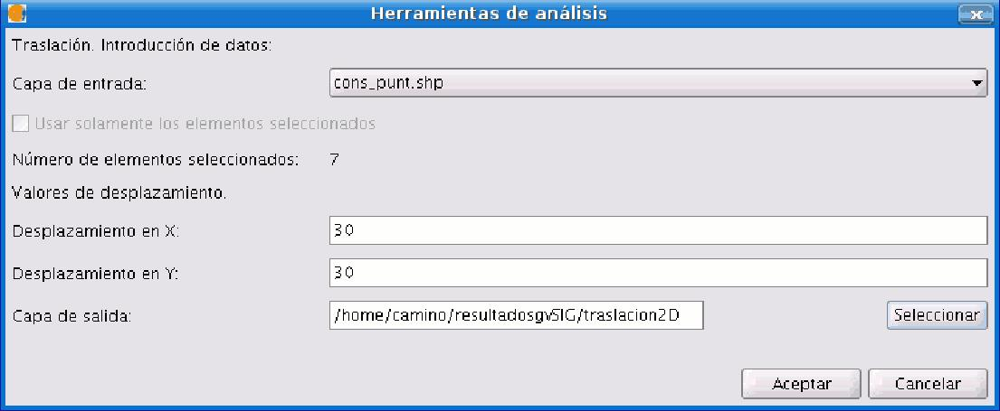 Herramientas de análisis
Traslación. Introducción de datos:
Capa de entrada: cons_punt.shp
Usar solamente los elementos seleccionados
Número de elementos seleccionados: 7
Valores de desplazamiento.
Desplazamiento en X: 30
Desplazamiento en Y: 30
Capa de salida: /home/camino/resultadosgvSIG/traslacion2D Seleccionar
Aceptar Cancelar